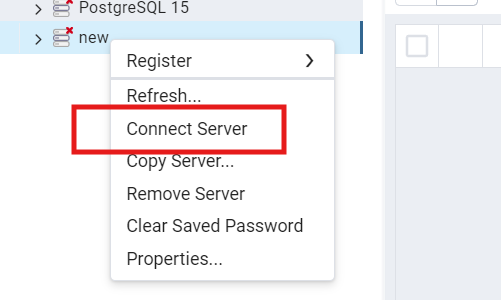 PostgreSQL 15
new
Register
Refresh...
Connect Server
Copy Server...
Remove Server
Clear Saved Password
Properties...